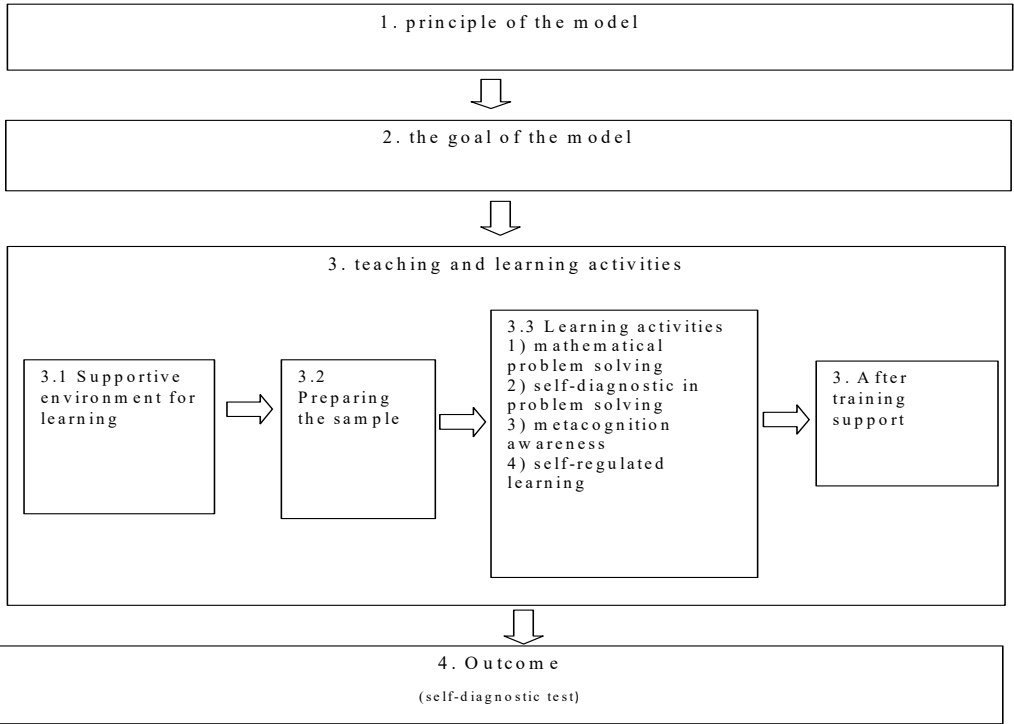 1. principle of the model
2. the goal of the model
3. teaching and learning activities
3.1 Supportive
environment for
learning
3.2
Preparing
the sample
3.3 Learning activities
1) mathematical
problem solving
2) self-diagnostic in
problem solving
3) metacognition
awareness
4) self-regulated
learning
3. After
training
support
4. Outcome
(self-diagnostic test)